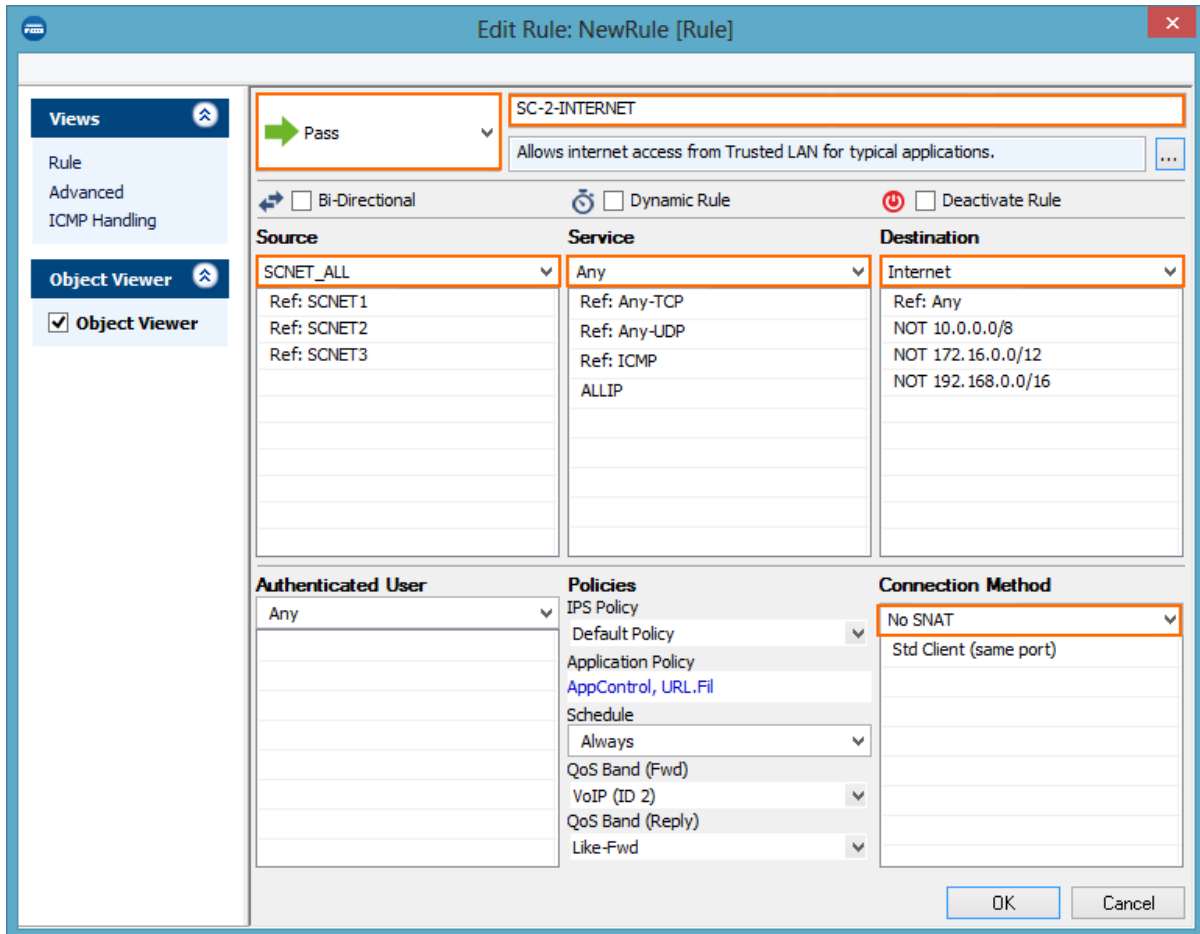 Edit Rule: NewRule [Rule]
Views
Rule
Advanced
ICMP Handling
Object Viewer
Object Viewer
Pass
SC-2-INTERNET
Allows internet access from Trusted LAN for typical applications.
...
Bi-Directional
Dynamic Rule
Deactivate Rule
Source
SCNET_ALL
Ref: SCNET1
Ref: SCNET2
Ref: SCNET3
Service
Any
Ref: Any-TCP
Ref: Any-UDP
Ref: ICMP
ALLIP
Destination
Internet
Ref: Any
NOT 10.0.0.0/8
NOT 172.16.0.0/12
NOT 192.168.0.0/16
Authenticated User
Any
Policies
IPS Policy
Default Policy
Application Policy
AppControl, URL.Fil
Schedule
Always
QoS Band (Fwd)
VoIP (ID 2)
QoS Band (Reply)
Like-Fwd
Connection Method
No SNAT
Std Client (same port)
OK
Cancel